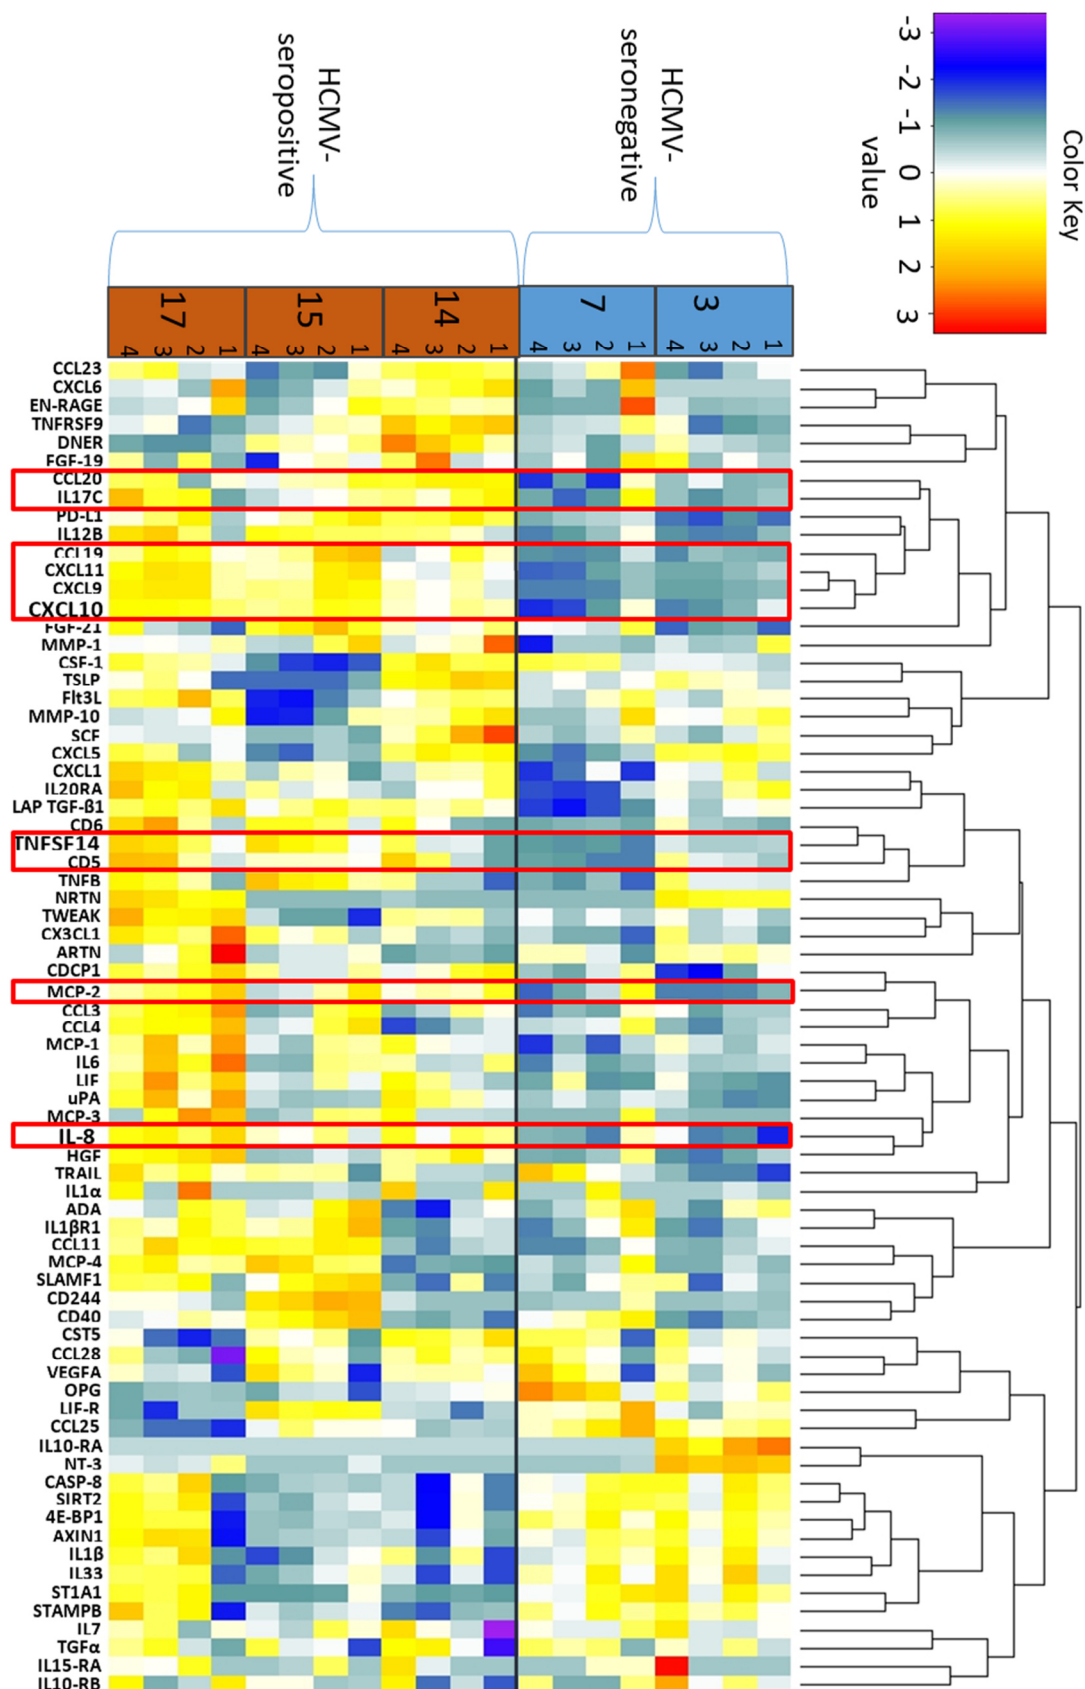 -3 -2 -1 0 1 2 3
value
Color Key
HCMV-
seropositive
HCMV-
seronegative
17 15 14 7 3
4 3 2 1 4 3 2 1 4 3 2 1 4 3 2 1 4 3 2 1
CCL23
CXCL6
EN-RAGE
TNFRSF9
DNER
FGF-19
CCL20
IL17C
PD-L1
IL12B
CCL19
CXCL11
CXCL9
CXCL10
FGF-21
MMP-1
CSF-1
TSLP
Flt3L
MMP-10
SCF
CXCL5
CXCL1
IL20RA
LAP TGF-β1
CD6
TNFSF14
CD5
TNFB
NRTN
TWEAK
CX3CL1
ARTN
CDCP1
MCP-2
CCL3
CCL4
MCP-1
IL6
LIF
uPA
MCP-3
IL-8
HGF
TRAIL
IL1α
ADA
IL1βR1
CCL11
MCP-4
SLAMF1
CD244
CD40
CST5
CCL28
VEGFA
OPG
LIF-R
CCL25
IL10-RA
NT-3
CASP-8
SIRT2
4E-BP1
AXIN1
IL1β
IL33
ST1A1
STAMPB
IL7
TGFα
IL15-RA
IL10-RB